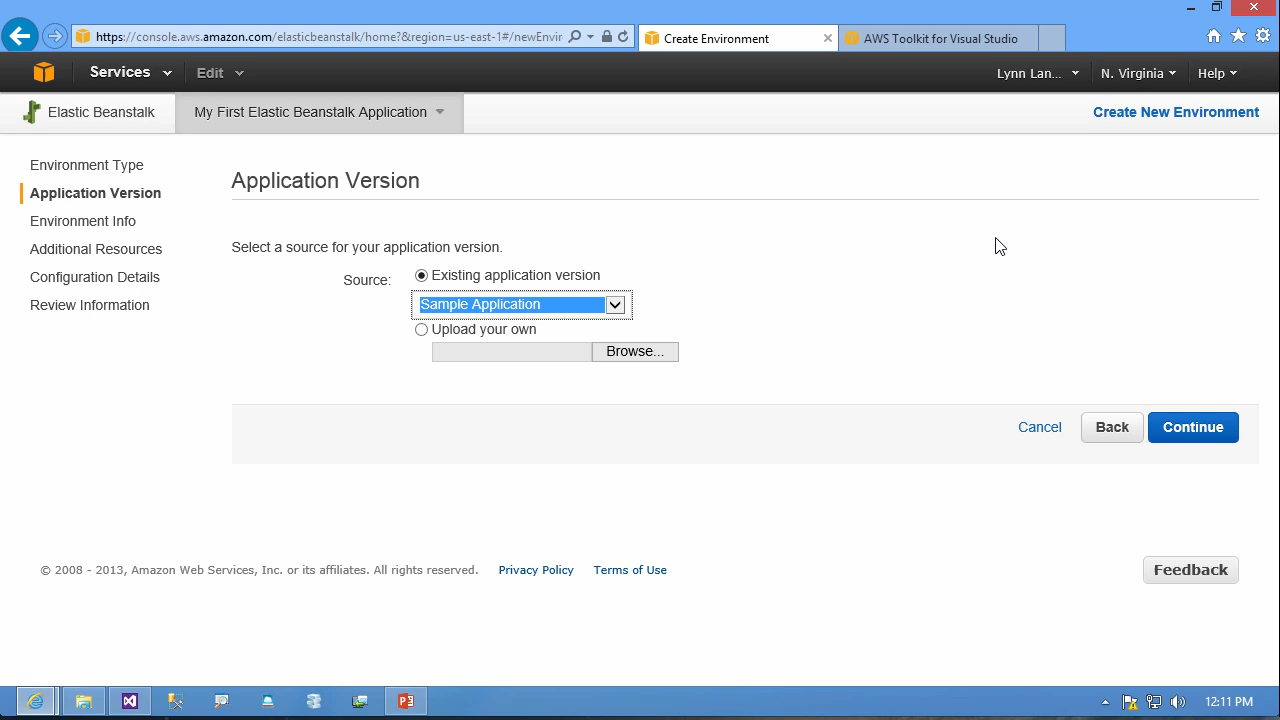 https://console.aws.amazon.com/elasticbeanstalk/home?&region=us-east-1#/newEnvir
Create Environment
AWS Toolkit for Visual Studio
Services
Edit
Lynn Lan...
N. Virginia
Help
Elastic Beanstalk
My First Elastic Beanstalk Application
Create New Environment
Environment Type
Application Version
Environment Info
Additional Resources
Configuration Details
Review Information
Application Version
Select a source for your application version.
Source:
Existing application version
Sample Application
Upload your own
Browse...
Cancel
Back
Continue
© 2008 - 2013, Amazon Web Services, Inc. or its affiliates. All rights reserved.
Privacy Policy
Terms of Use
Feedback
12:11 PM